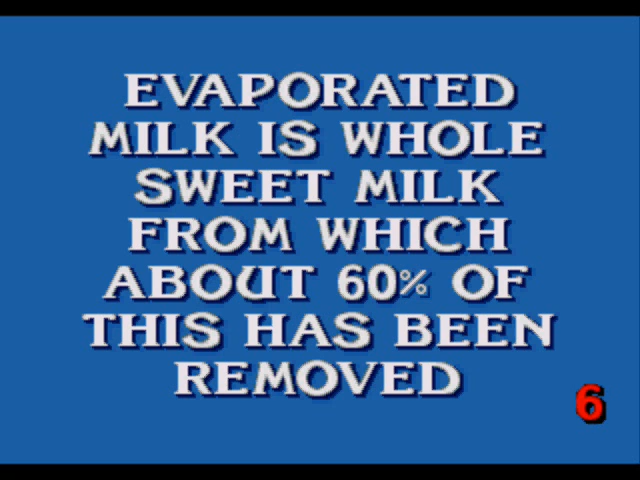 EVAPORATED
MILK IS WHOLE
SWEET MILK
FROM WHICH
ABOUT 60% OF
THIS HAS BEEN
REMOVED
6